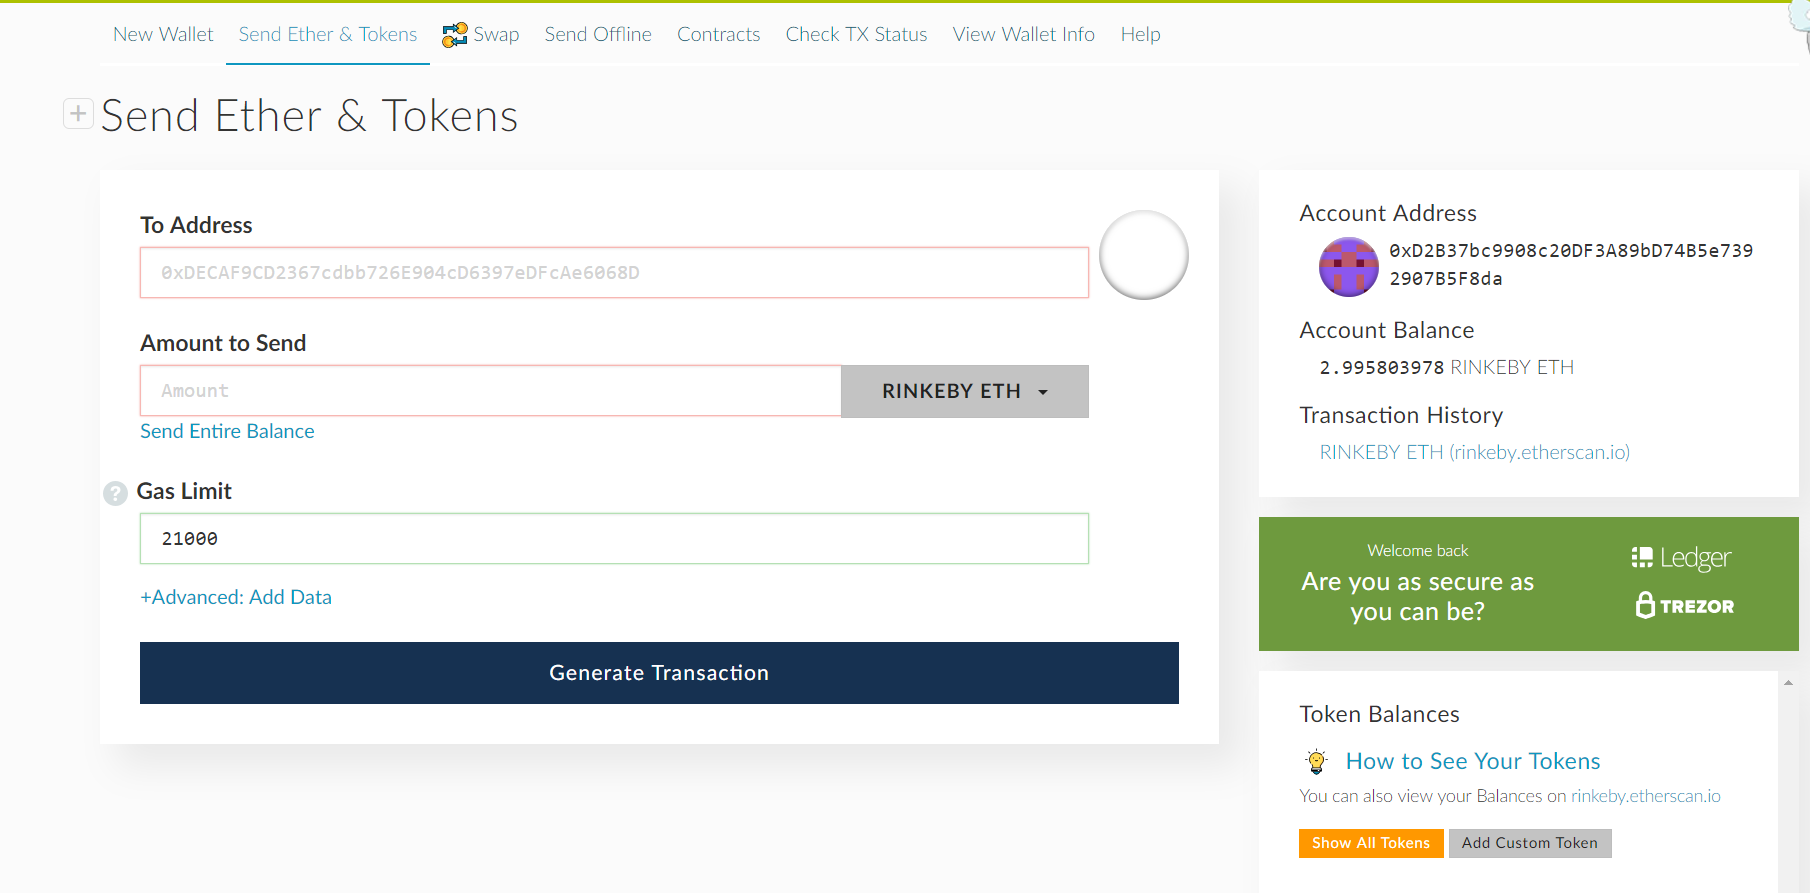 New Wallet Send Ether & Tokens Swap Send Offline Contracts Check TX Status View Wallet Info Help
+ Send Ether & Tokens
To Address
0xDECAF9CD2367cdbb726E904cD6397eDFcAe6068D
Amount to Send
Amount RINKEBY ETH
Send Entire Balance
? Gas Limit
21000
+Advanced: Add Data
Generate Transaction
Account Address
0xD2B37bc9908c20DF3A89bD74B5e739
2907B5F8da
Account Balance
2.995803978 RINKEBY ETH
Transaction History
RINKEBY ETH (rinkeby.etherscan.io)
Welcome back
Are you as secure as
you can be?
Ledger
TREZOR
Token Balances
How to See Your Tokens
You can also view your Balances on rinkeby.etherscan.io
Show All Tokens Add Custom Token